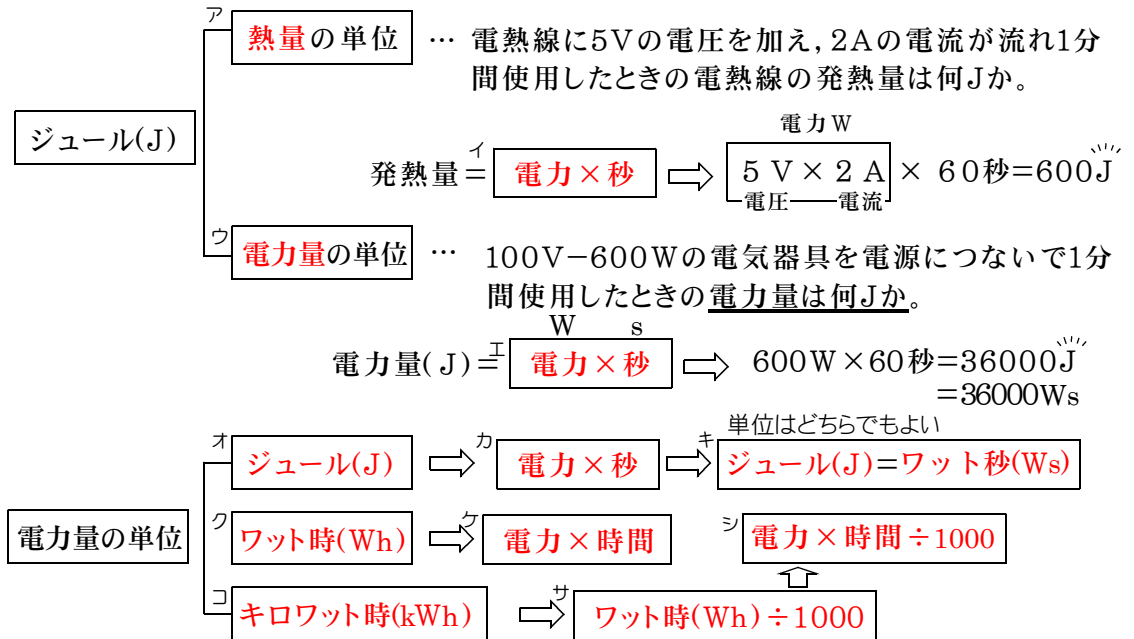 ア
熱量の単位 … 電熱線に5Vの電圧を加え,2Aの電流が流れ1分
間使用したときの電熱線の発熱量は何Jか。
ジュール(J)
電力W
発熱量=イ 電力×秒 ⇨ 5V×2A × 60秒=600J
電圧 電流
ウ
電力量の単位 … 100V−600Wの電気器具を電源につないで1分
間使用したときの電力量は何Jか。
W s
電力量(J)=エ 電力×秒 ⇨ 600W×60秒=36000J
=36000Ws
単位はどちらでもよい
オ ジュール(J) ⇨ カ 電力×秒 ⇨ キ ジュール(J)=ワット秒(Ws)
電力量の単位
ク ワット時(Wh) ⇨ ケ 電力×時間 シ 電力×時間÷1000
コ キロワット時(kWh) ⇨ サ ワット時(Wh)÷1000